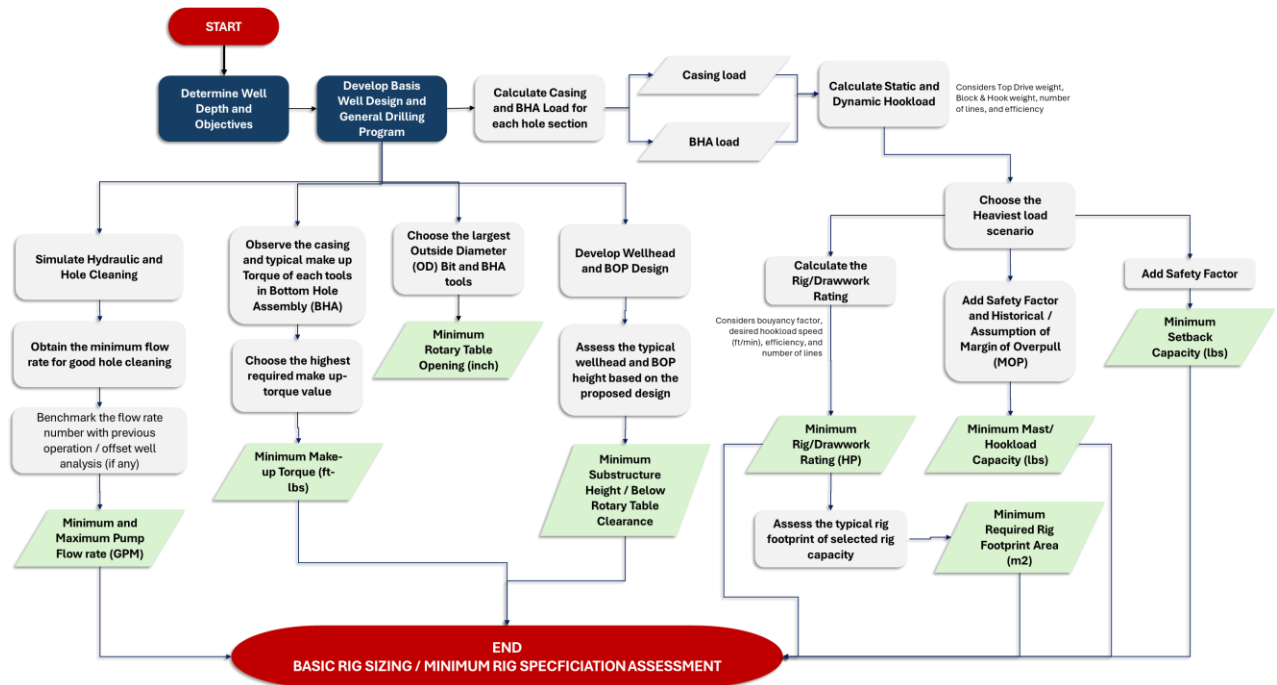 START
Determine Well
Depth and
Objectives
Develop Basis
Well Design and
General Drilling
Program
Calculate Casing
and BHA Load for
each hole section
Casing load
BHA load
Calculate Static and
Dynamic Hookload
Considers Top Drive weight,
Block & Hook weight, number
of lines, and efficiency
Simulate Hydraulic and
Hole Cleaning
Obtain the minimum flow
rate for good hole cleaning
Benchmark the flow rate
number with previous
operation / offset well
analysis (if any)
Minimum and
Maximum Pump
Flow rate (GPM)
Observe the casing
and typical make up
Torque of each tools
in Bottom Hole
Assembly (BHA)
Choose the highest
required make up-
torque value
Minimum Make-
up Torque (ft-
lbs)
Choose the largest
Outside Diameter
(OD) Bit and BHA
tools
Minimum
Rotary Table
Opening (inch)
Develop Wellhead
and BOP Design
Assess the typical
wellhead and BOP
height based on the
proposed design
Minimum
Substructure
Height / Below
Rotary Table
Clearance
Choose the
Heaviest load
scenario
Calculate the
Rig/Drawwork
Rating
Considers bouyancy factor,
desired hookload speed
(ft/min), efficiency, and
number of lines
Minimum
Rig/Drawwork
Rating (HP)
Assess the typical rig
footprint of selected rig
capacity
Minimum
Required Rig
Footprint Area
(m2)
Add Safety Factor
and Historical /
Assumption of
Margin of Overpull
(MOP)
Minimum Mast/
Hookload
Capacity (lbs)
Add Safety Factor
Minimum
Setback
Capacity (lbs)
END
BASIC RIG SIZING / MINIMUM RIG SPECFICIATION ASSESSMENT